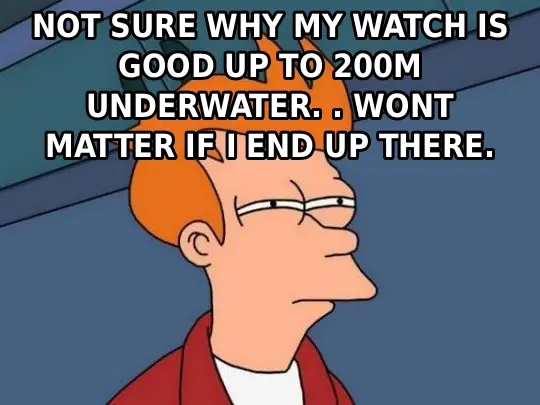 NOT SURE WHY MY WATCH IS
GOOD UP TO 200M
UNDERWATER. . WONT
MATTER IF I END UP THERE.